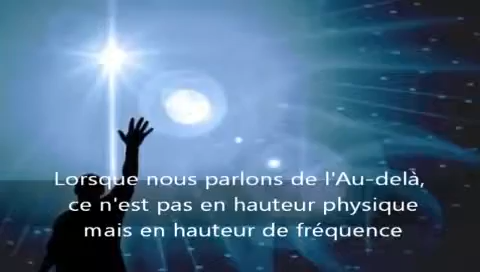 Lorsque nous parlons de l'Au-delà,
ce n'est pas en hauteur physique
mais en hauteur de fréquence